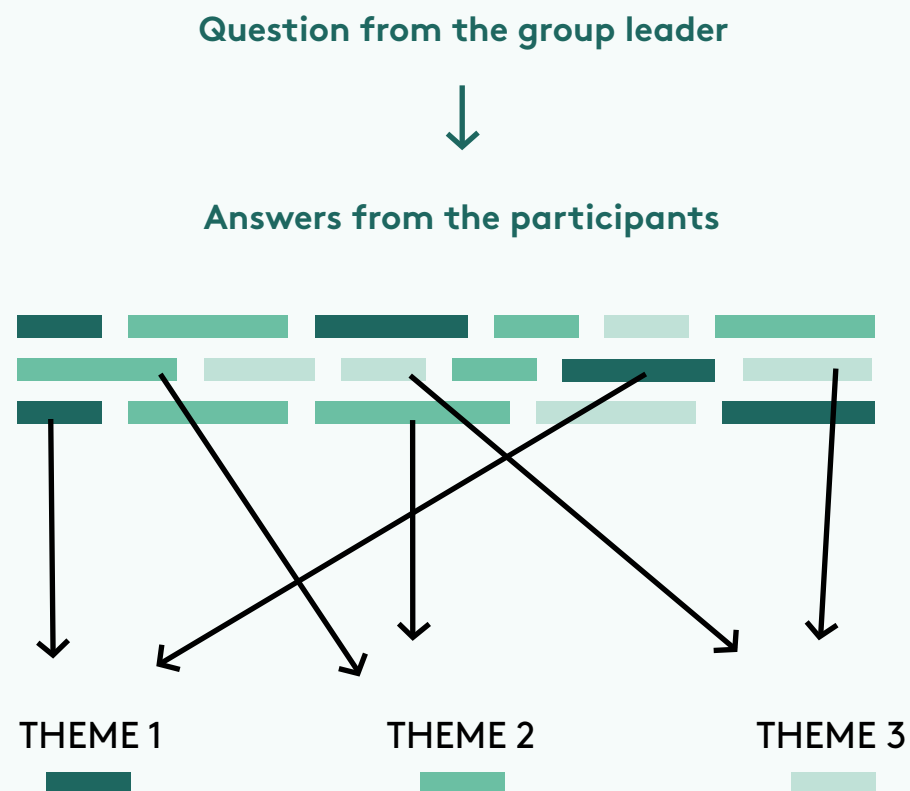 Question from the group leader
Answers from the participants
THEME 1
THEME 2
THEME 3